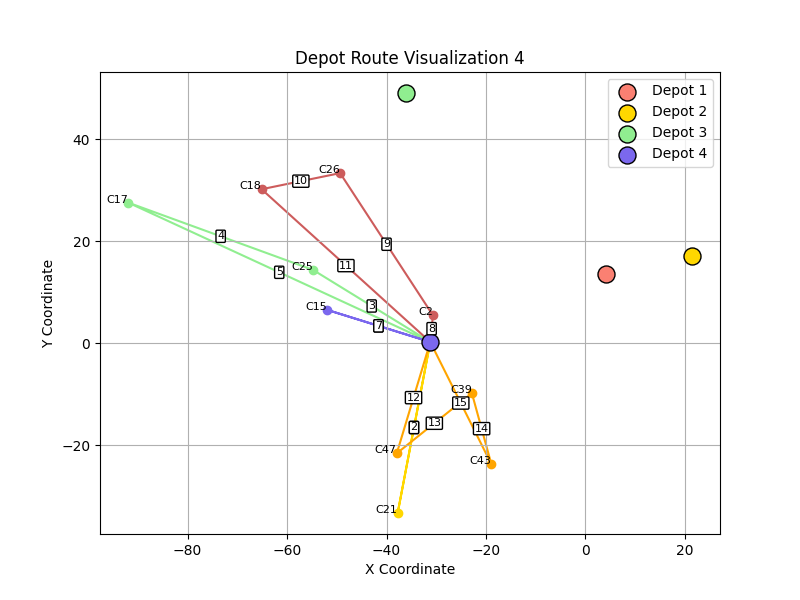 Depot Route Visualization 4
Depot 1
Depot 2
Depot 3
Depot 4
Y Coordinate
40
20
0
−20
C26
C18
10
C17
4
9
5
C25
11
C15
3
C2
7
8
C39
12
15
2
13
14
C47
C43
C21
−80
−60
−40
−20
0
20
X Coordinate